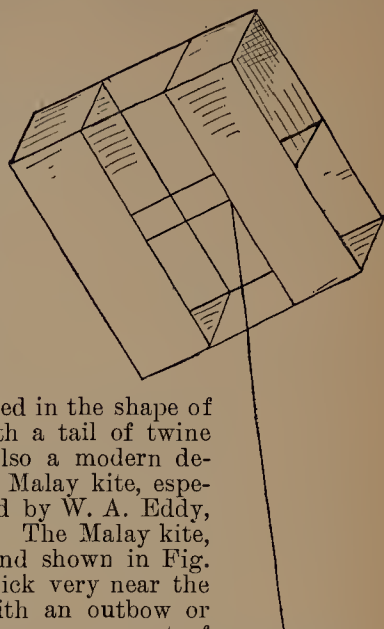 ed in the shape of
th a tail of twine
lso a modern de-
Malay kite, espe-
d by W. A. Eddy,
The Malay kite,
nd shown in Fig.
ick very near the
ith an outbow or